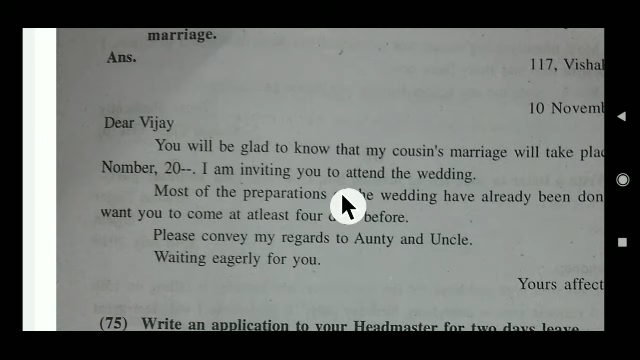 marriage.
Ans.
117, Vishal
10 Novemb
Dear Vijay
You will be glad to know that my cousin's marriage will take plac
Nomber, 20--. I am inviting you to attend the wedding.
Most of the preparations he wedding have already been don
want you to come at atleast four before.
Please convey my regards to Aunty and Uncle.
Waiting eagerly for you.
Yours affect
(75) Write an application to your Headmaster for two days leave